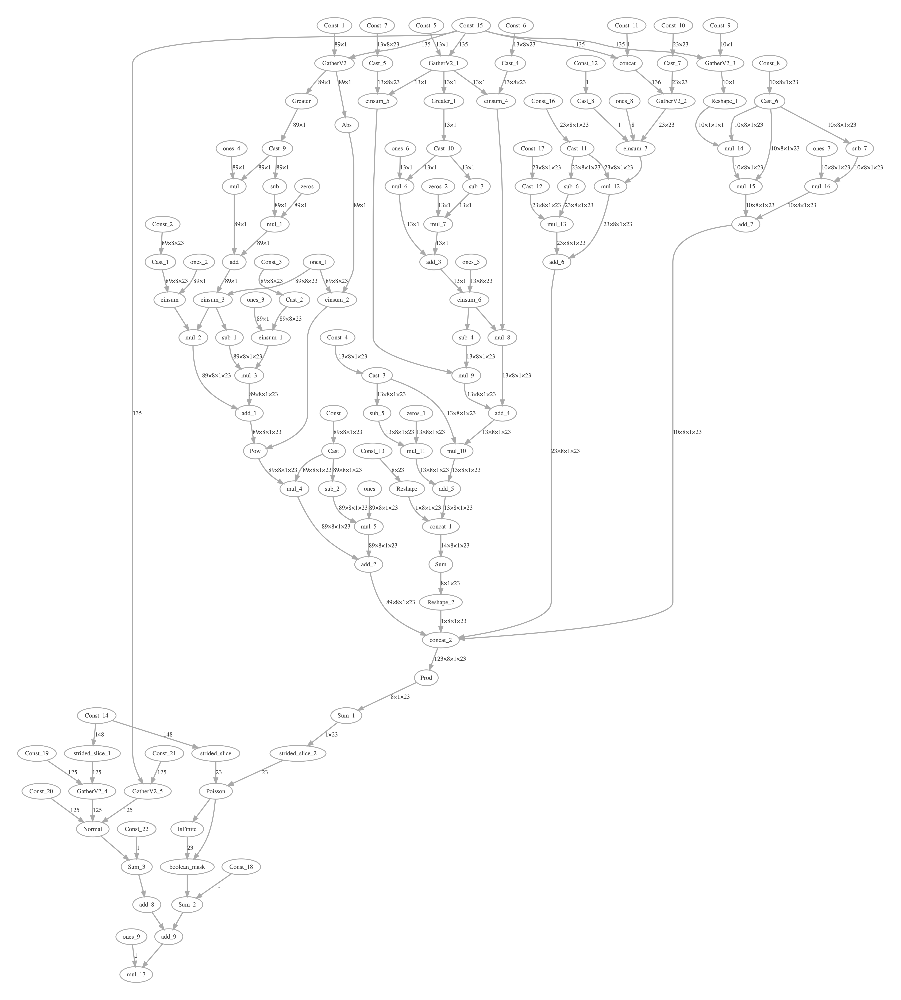 Const_1 Const_7 Const_5 Const_15 Const_6 Const_11 Const_10 Const_9
89×1 13×8×23 135 13×1 135 13×8×23 135 135 1 23×23 10×1
GatherV2 Cast_5 GatherV2_1 Cast_4 Const_12 concat Cast_7 GatherV2_3 Const_8
89×1 89×1 13×8×23 13×1 13×1 13×1 13×8×23 1 136 23×23 10×1 10×8×1×23
Greater einsum_5 Greater_1 einsum_4 Const_16 Cast_8 ones_8 GatherV2_2 Reshape_1 Cast_6
Abs
89×1 13×1 23×8×1×23 1 8 23×23 10×1×1×1 10×8×1×23 10×8×1×23
ones_4 Cast_9 ones_6 Cast_10 Const_17 Cast_11 einsum_7 mul_14 10×8×1×23 ones_7 sub_7
89×1 89×1 89×1 13×1 13×1 13×1 23×8×1×23 23×8×1×23 23×8×1×23 10×8×1×23 10×8×1×23 10×8×1×23
mul sub zeros mul_6 zeros_2 sub_3 Cast_12 sub_6 mul_12 mul_15 mul_16
89×1 89×1 89×1 13×1 13×1 23×8×1×23 23×8×1×23 10×8×1×23 10×8×1×23
Const_2 89×1 mul_1 13×1 mul_7 mul_13 23×8×1×23 add_7
89×8×23 89×1 13×1 23×8×1×23
Cast_1 ones_2 add Const_3 ones_1 add_3 ones_5 add_6
89×8×23 89×1 89×1 89×8×23 89×8×23 89×8×23 13×1 13×8×23
einsum einsum_3 ones_3 Cast_2 einsum_2 einsum_6
89×1 89×8×23
mul_2 sub_1 einsum_1 Const_4 sub_4 mul_8
89×8×1×23 13×8×1×23 13×8×1×23
89×8×1×23 mul_3 Cast_3 mul_9 13×8×1×23
89×8×1×23 13×8×1×23 13×8×1×23
135 add_1 Const sub_5 zeros_1 13×8×1×23 add_4
89×8×1×23 89×8×1×23 13×8×1×23 13×8×1×23 13×8×1×23 10×8×1×23
Pow Cast Const_13 mul_11 mul_10 23×8×1×23
89×8×1×23 89×8×1×23 89×8×1×23 8×23 13×8×1×23 13×8×1×23
mul_4 sub_2 ones Reshape add_5
89×8×1×23 89×8×1×23 1×8×1×23 13×8×1×23
89×8×1×23 mul_5 concat_1
89×8×1×23 14×8×1×23
add_2 Sum
8×1×23
89×8×1×23 Reshape_2
1×8×1×23
concat_2
123×8×1×23
Prod
8×1×23
Const_14 Sum_1
148 148 1×23
Const_19 strided_slice_1 Const_21 strided_slice strided_slice_2
125 125 125 23 23
Const_20 GatherV2_4 GatherV2_5 Poisson
125 125 125
Normal Const_22 IsFinite
1 23
Sum_3 boolean_mask Const_18
1
add_8 Sum_2
ones_9 add_9
1
mul_17